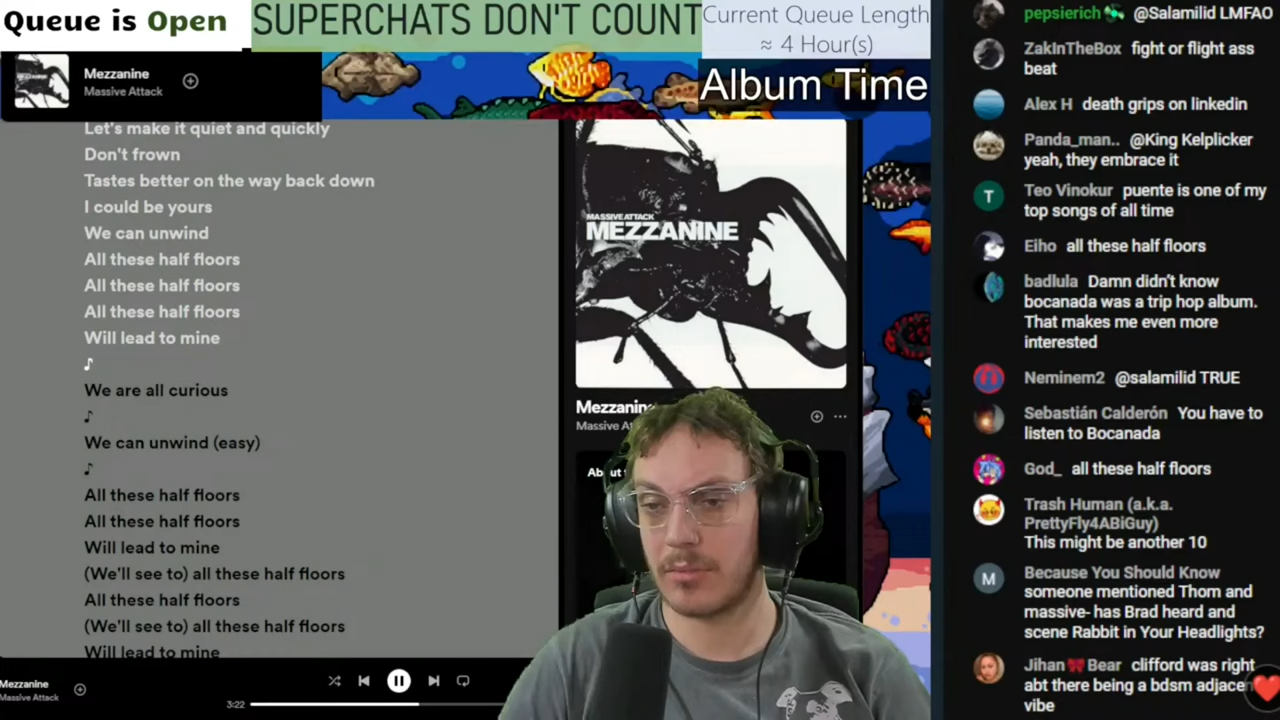 Queue is Open
SUPERCHATS DON'T COUNT
Current Queue Length
≈ 4 Hour(s)
Mezzanine
Massive Attack
Album Time
Let's make it quiet and quickly
Don't frown
Tastes better on the way back down
I could be yours
We can unwind
All these half floors
All these half floors
All these half floors
Will lead to mine
♪
We are all curious
♪
We can unwind (easy)
♪
All these half floors
All these half floors
Will lead to mine
(We'll see to) all these half floors
All these half floors
(We'll see to) all these half floors
Will lead to mine
MASSIVE ATTACK
MEZZANINE
Mezzanine
Massive At
About t
Mezzanine
Massive Attack
3:22
pepsierich @Salamilid LMFAO
ZakInTheBox fight or flight ass
beat
Alex H death grips on linkedin
Panda_man.. @King Kelplicker
yeah, they embrace it
T
Teo Vinokur puente is one of my
top songs of all time
Eiho all these half floors
badlula Damn didn't know
bocanada was a trip hop album.
That makes me even more
interested
Neminem2 @salamilid TRUE
Sebastián Calderón You have to
listen to Bocanada
God_ all these half floors
Trash Human (a.k.a.
PrettyFly4ABiGuy)
This might be another 10
M
Because You Should Know
someone mentioned Thom and
massive- has Brad heard and
scene Rabbit in Your Headlights?
Jihan Bear clifford was right
abt there being a bdsm adjacen
vibe